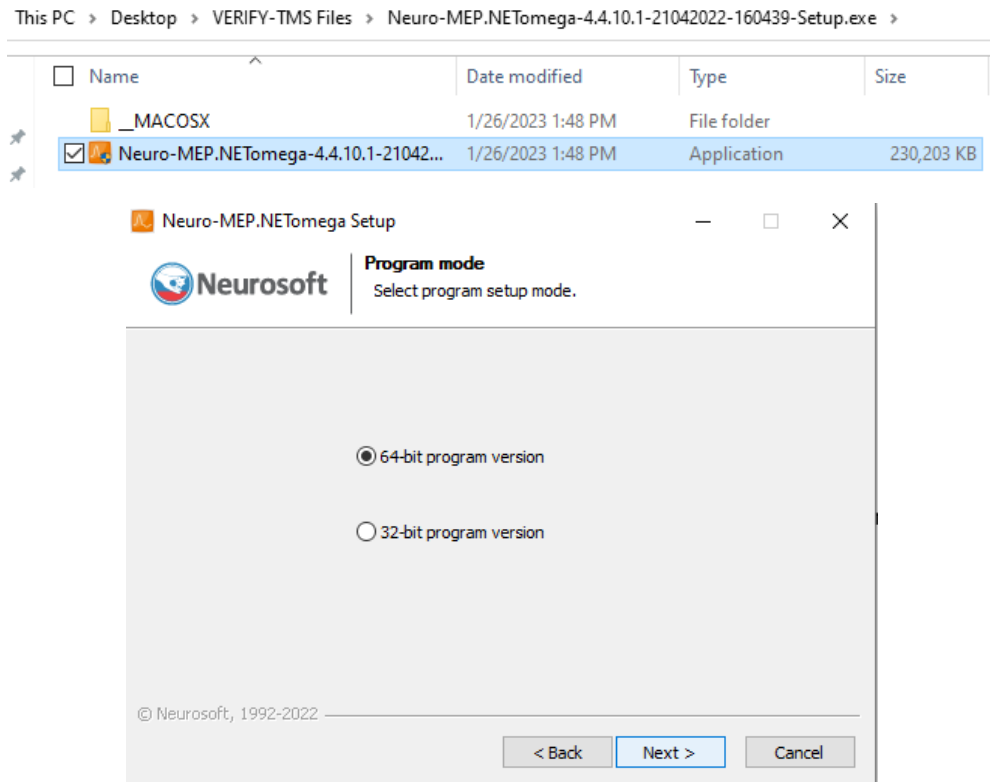 This PC > Desktop > VERIFY-TMS Files > Neuro-MEP.NETomega-4.4.10.1-21042022-160439-Setup.exe >
Name Date modified Type Size
__MACOSX 1/26/2023 1:48 PM File folder
Neuro-MEP.NETomega-4.4.10.1-21042... 1/26/2023 1:48 PM Application 230,203 KB
Neuro-MEP.NETomega Setup
Neurosoft
Program mode
Select program setup mode.
64-bit program version
32-bit program version
© Neurosoft, 1992-2022
< Back Next > Cancel